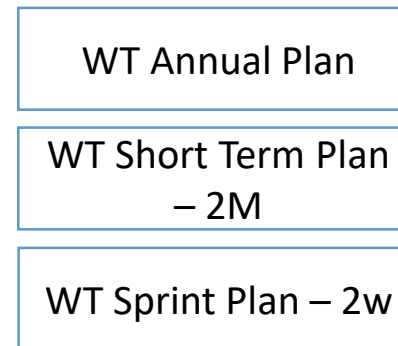 WT Annual Plan
WT Short Term Plan
– 2M
WT Sprint Plan – 2w